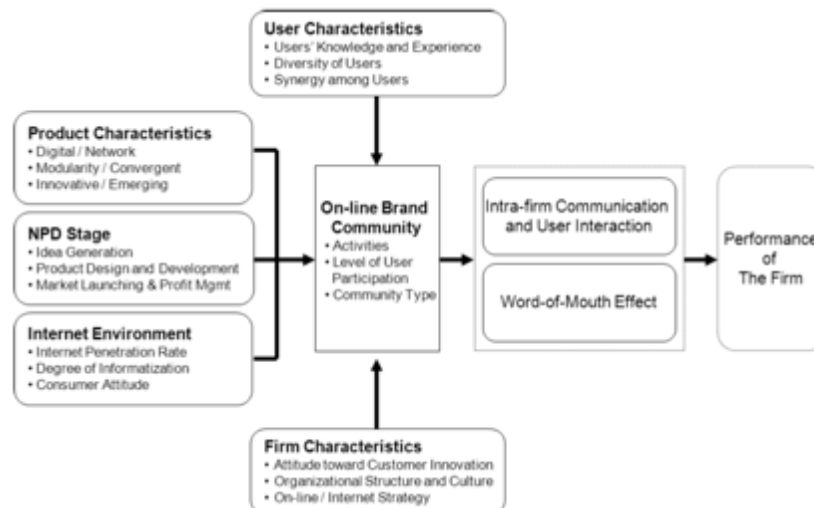 User Characteristics
• Users' Knowledge and Experience
• Diversity of Users
• Synergy among Users
Product Characteristics
• Digital / Network
• Modularity / Convergent
• Innovative / Emerging
NPD Stage
• Idea Generation
• Product Design and Development
• Market Launching & Profit Mgmt
Internet Environment
• Internet Penetration Rate
• Degree of Informatization
• Consumer Attitude
On-line Brand
Community
• Activities
• Level of User
Participation
• Community Type
Intra-firm Communication
and User Interaction
Word-of-Mouth Effect
Performance
of
The Firm
Firm Characteristics
• Attitude toward Customer Innovation
• Organizational Structure and Culture
• On-line / Internet Strategy